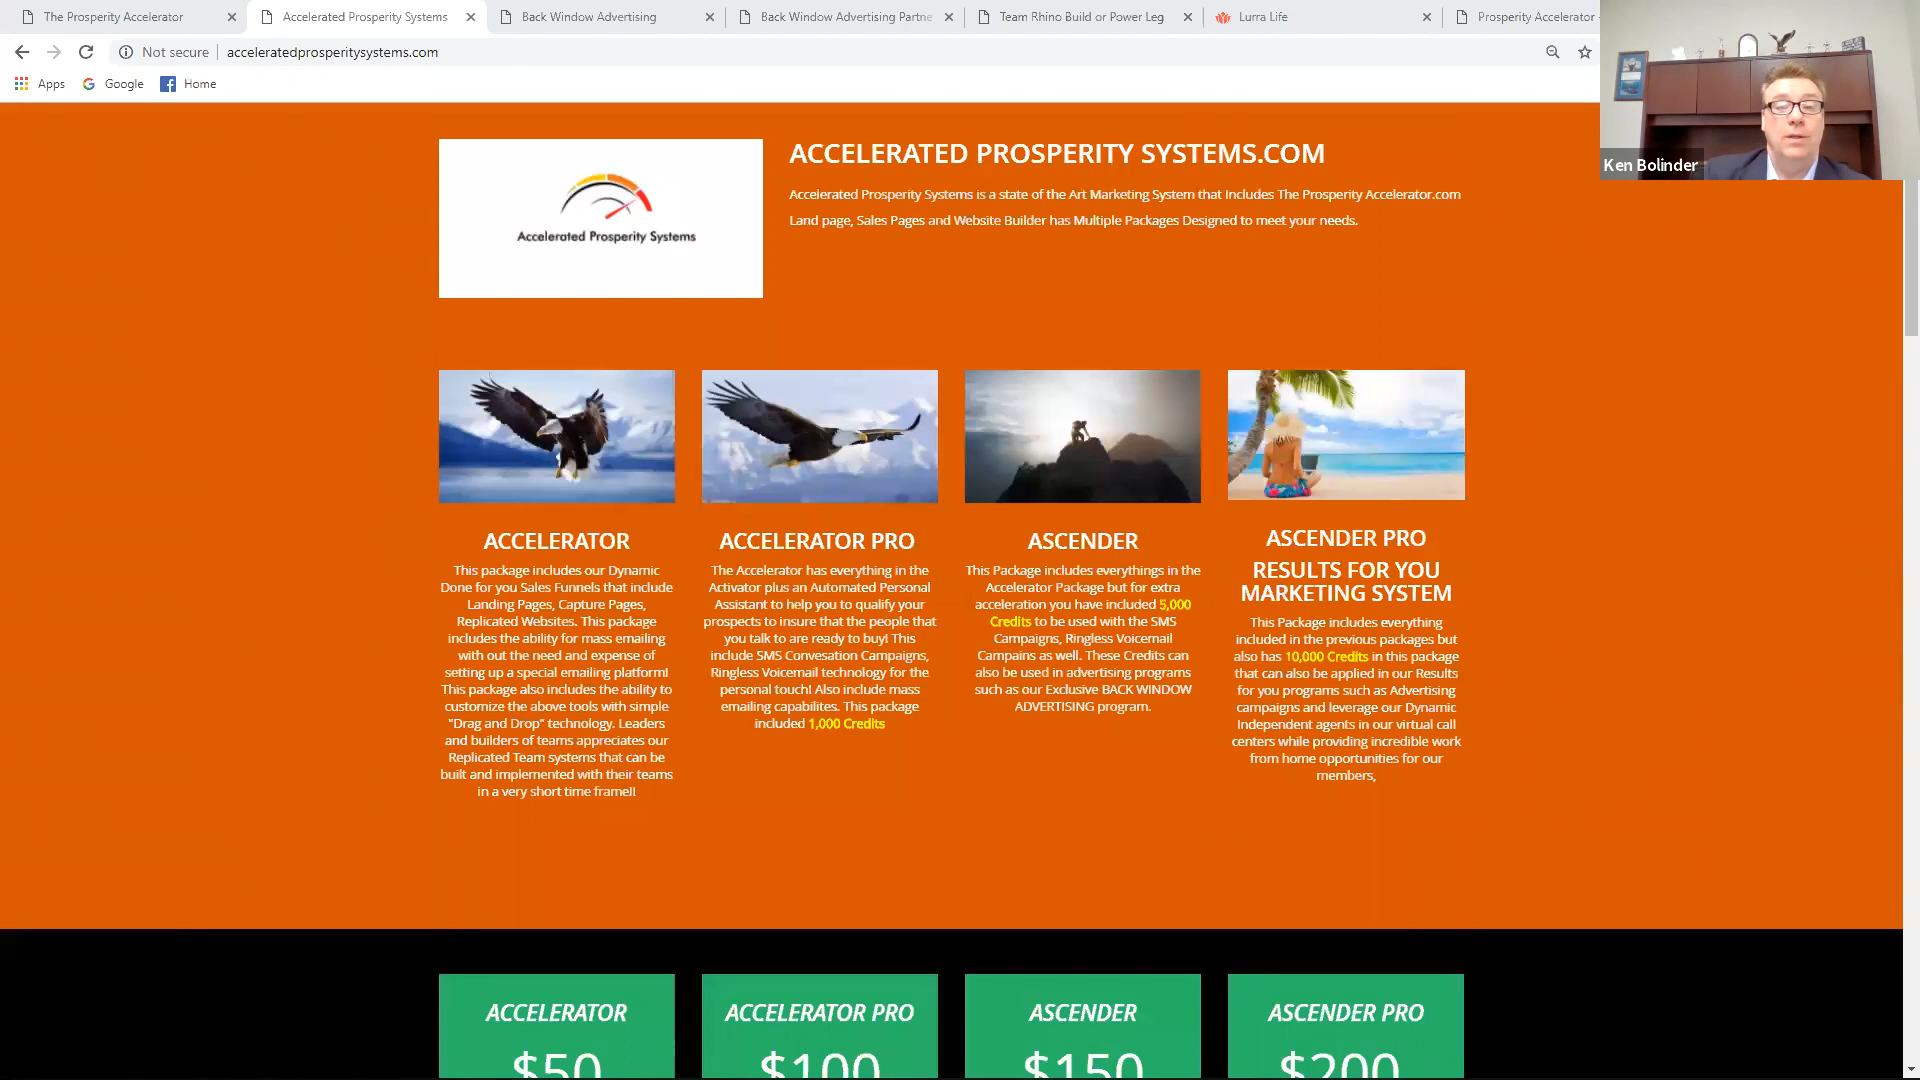 The Prosperity Accelerator
Accelerated Prosperity Systems
Back Window Advertising
Back Window Advertising Partne
Team Rhino Build or Power Leg
Lurra Life
Prosperity Accelerator
Not secure
acceleratedprosperitysystems.com
Apps
Google
Home
Ken Bolinder
Accelerated Prosperity Systems
ACCELERATED PROSPERITY SYSTEMS.COM
Accelerated Prosperity Systems is a state of the Art Marketing System that Includes The Prosperity Accelerator.com
Land page, Sales Pages and Website Builder has Multiple Packages Designed to meet your needs.
ACCELERATOR
This package includes our Dynamic
Done for you Sales Funnels that include
Landing Pages, Capture Pages,
Replicated Websites. This package
includes the ability for mass emailing
with out the need and expense of
setting up a special emailing platform!
This package also includes the ability to
customize the above tools with simple
"Drag and Drop" technology. Leaders
and builders of teams appreciates our
Replicated Team systems that can be
built and implemented with their teams
in a very short time frame!!
ACCELERATOR PRO
The Accelerator has everything in the
Activator plus an Automated Personal
Assistant to help you to qualify your
prospects to insure that the people that
you talk to are ready to buy! This
include SMS Convesation Campaigns,
Ringless Voicemail technology for the
personal touch! Also include mass
emailing capabilites. This package
included 1,000 Credits
ASCENDER
This Package includes everythings in the
Accelerator Package but for extra
acceleration you have included 5,000
Credits to be used with the SMS
Campaigns, Ringless Voicemail
Campains as well. These Credits can
also be used in advertising programs
such as our Exclusive BACK WINDOW
ADVERTISING program.
ASCENDER PRO
RESULTS FOR YOU
MARKETING SYSTEM
This Package includes everything
included in the previous packages but
also has 10,000 Credits in this package
that can also be applied in our Results
for you programs such as Advertising
campaigns and leverage our Dynamic
Independent agents in our virtual call
centers while providing incredible work
from home opportunities for our
members,
ACCELERATOR
$50
ACCELERATOR PRO
$100
ASCENDER
$150
ASCENDER PRO
$200